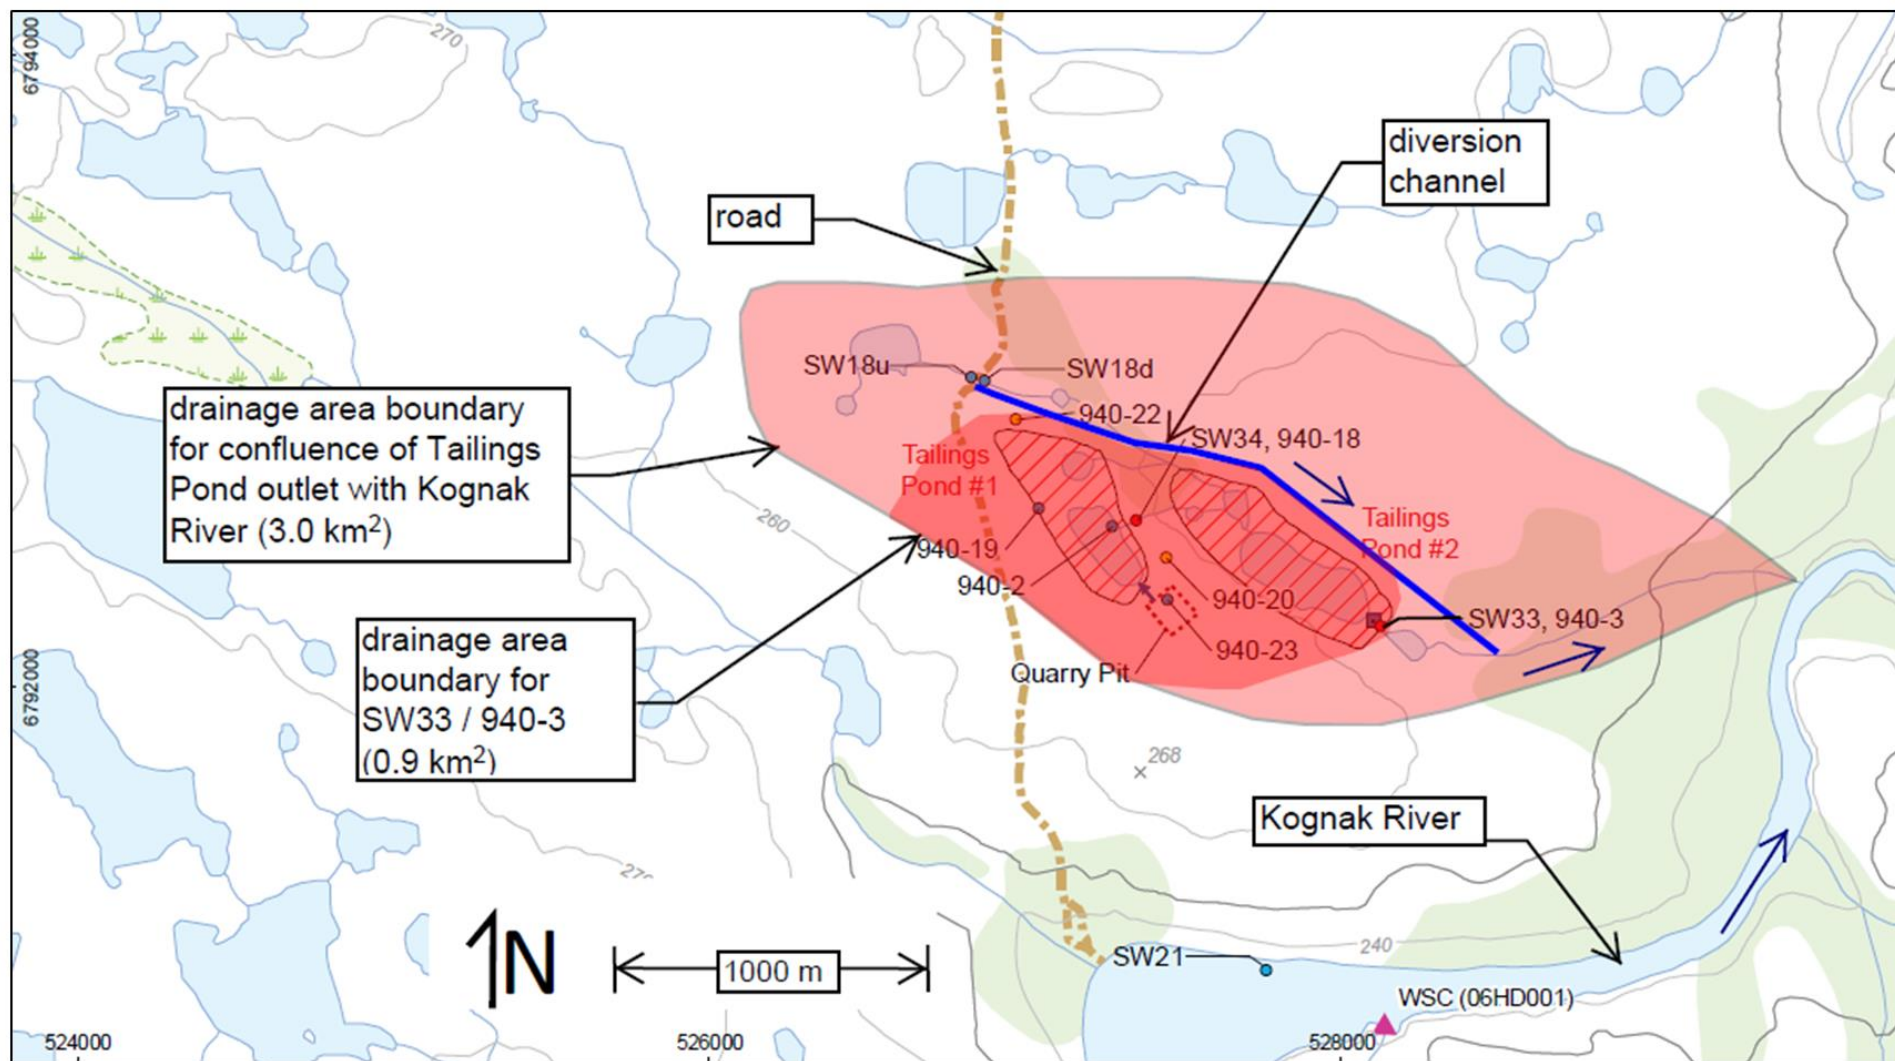 6794000
270
diversion
channel
road
SW18u
SW18d
drainage area boundary
for confluence of Tailings
Pond outlet with Kognak
River (3.0 km²)
940-22
SW34, 940-18
Tailings
Pond #1
260
Tailings
Pond #2
940-19
940-2
940-20
SW33, 940-3
940-23
Quarry Pit
drainage area
boundary for
SW33 / 940-3
(0.9 km²)
6792000
268
Kognak River
N
1000 m
240
SW21
WSC (06HD001)
524000
526000
528000